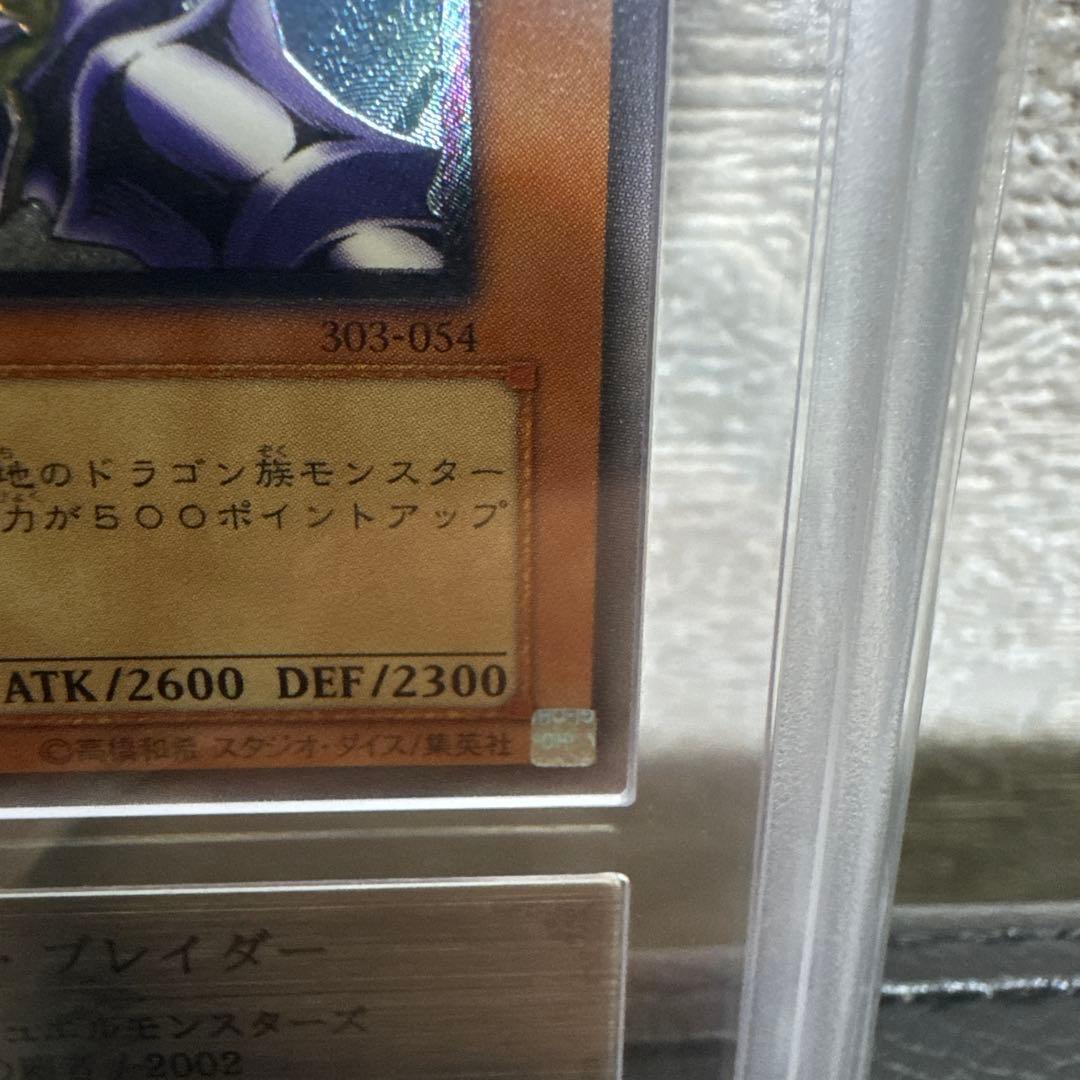 303-054
地のドラゴン族モンスター
力が500ポイントアップ
ATK/2600 DEF/2300
©高橋和希 スタジオ・ダイス/集英社
・ブレイダー
ュエルモンスターズ
/ -2002